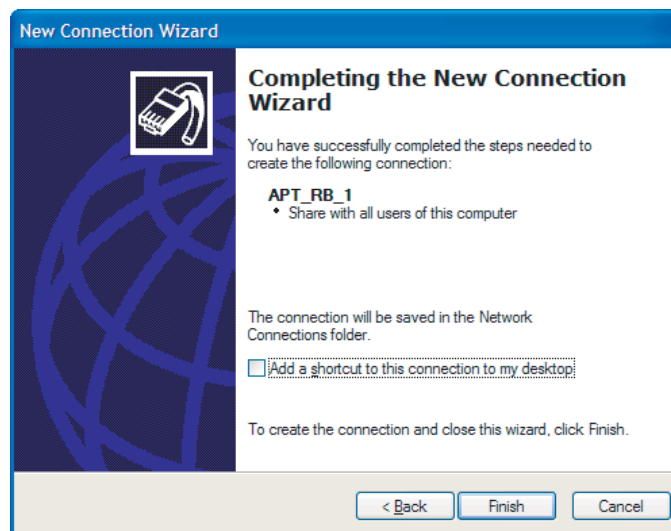 New Connection Wizard
Completing the New Connection
Wizard
You have successfully completed the steps needed to
create the following connection:
APT_RB_1
• Share with all users of this computer
The connection will be saved in the Network
Connections folder.
Add a shortcut to this connection to my desktop
To create the connection and close this wizard, click Finish.
< Back Finish Cancel